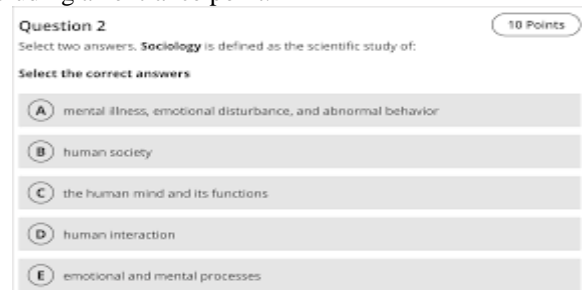 Question 2
10 Points
Select two answers. Sociology is defined as the scientific study of:
Select the correct answers
A mental illness, emotional disturbance, and abnormal behavior
B human society
C the human mind and its functions
D human interaction
E emotional and mental processes